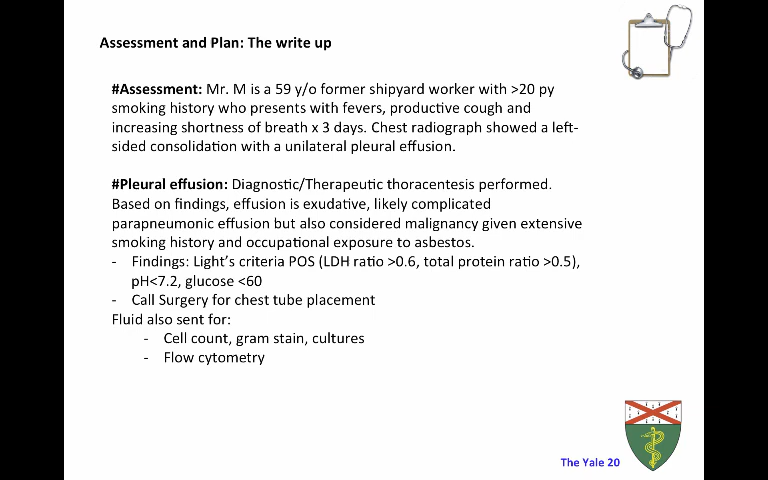 Assessment and Plan: The write up
#Assessment: Mr. M is a 59 y/o former shipyard worker with >20 py
smoking history who presents with fevers, productive cough and
increasing shortness of breath x 3 days. Chest radiograph showed a left-
sided consolidation with a unilateral pleural effusion.
#Pleural effusion: Diagnostic/Therapeutic thoracentesis performed.
Based on findings, effusion is exudative, likely complicated
parapneumonic effusion but also considered malignancy given extensive
smoking history and occupational exposure to asbestos.
- Findings: Light's criteria POS (LDH ratio >0.6, total protein ratio >0.5),
pH<7.2, glucose <60
- Call Surgery for chest tube placement
Fluid also sent for:
- Cell count, gram stain, cultures
- Flow cytometry
The Yale 20